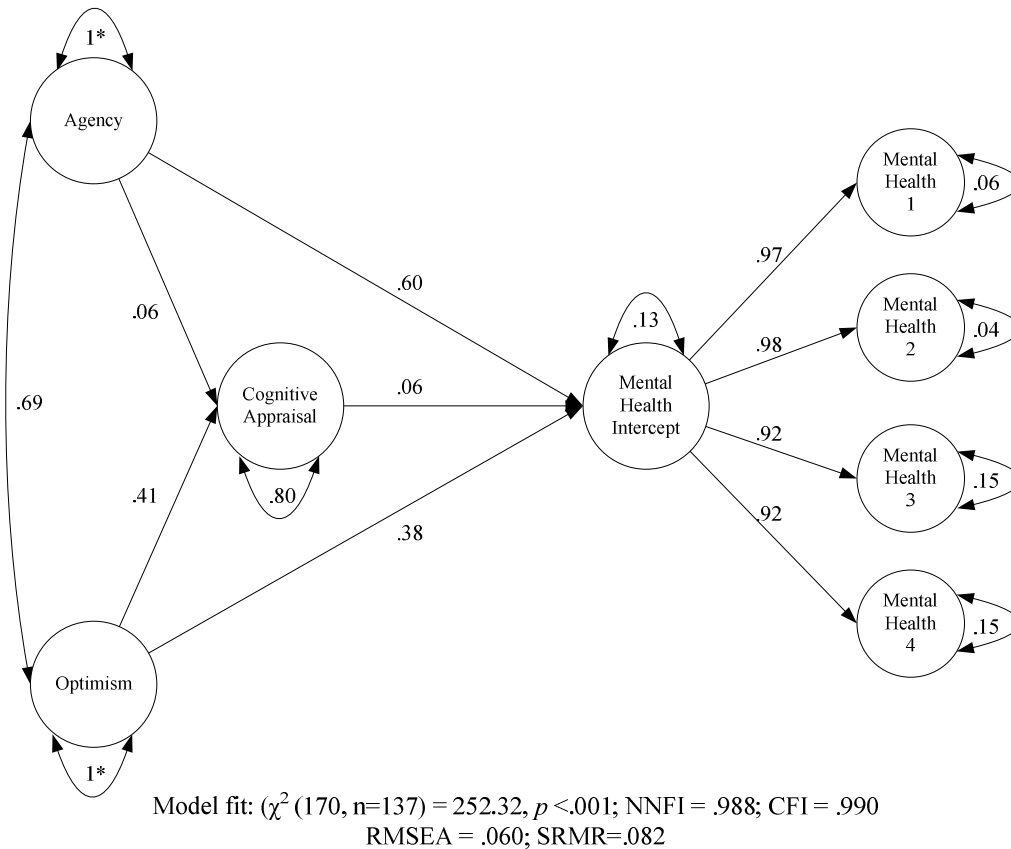 1*
Agency
.60
.06
.69
Cognitive
Appraisal
.80
.06
.41
.38
Optimism
1*
.13
Mental
Health
Intercept
.97
.98
.92
.92
Mental
Health
1
.06
Mental
Health
2
.04
Mental
Health
3
.15
Mental
Health
4
.15
Model fit: (χ² (170, n=137) = 252.32, p <.001; NNFI = .988; CFI = .990
RMSEA = .060; SRMR=.082